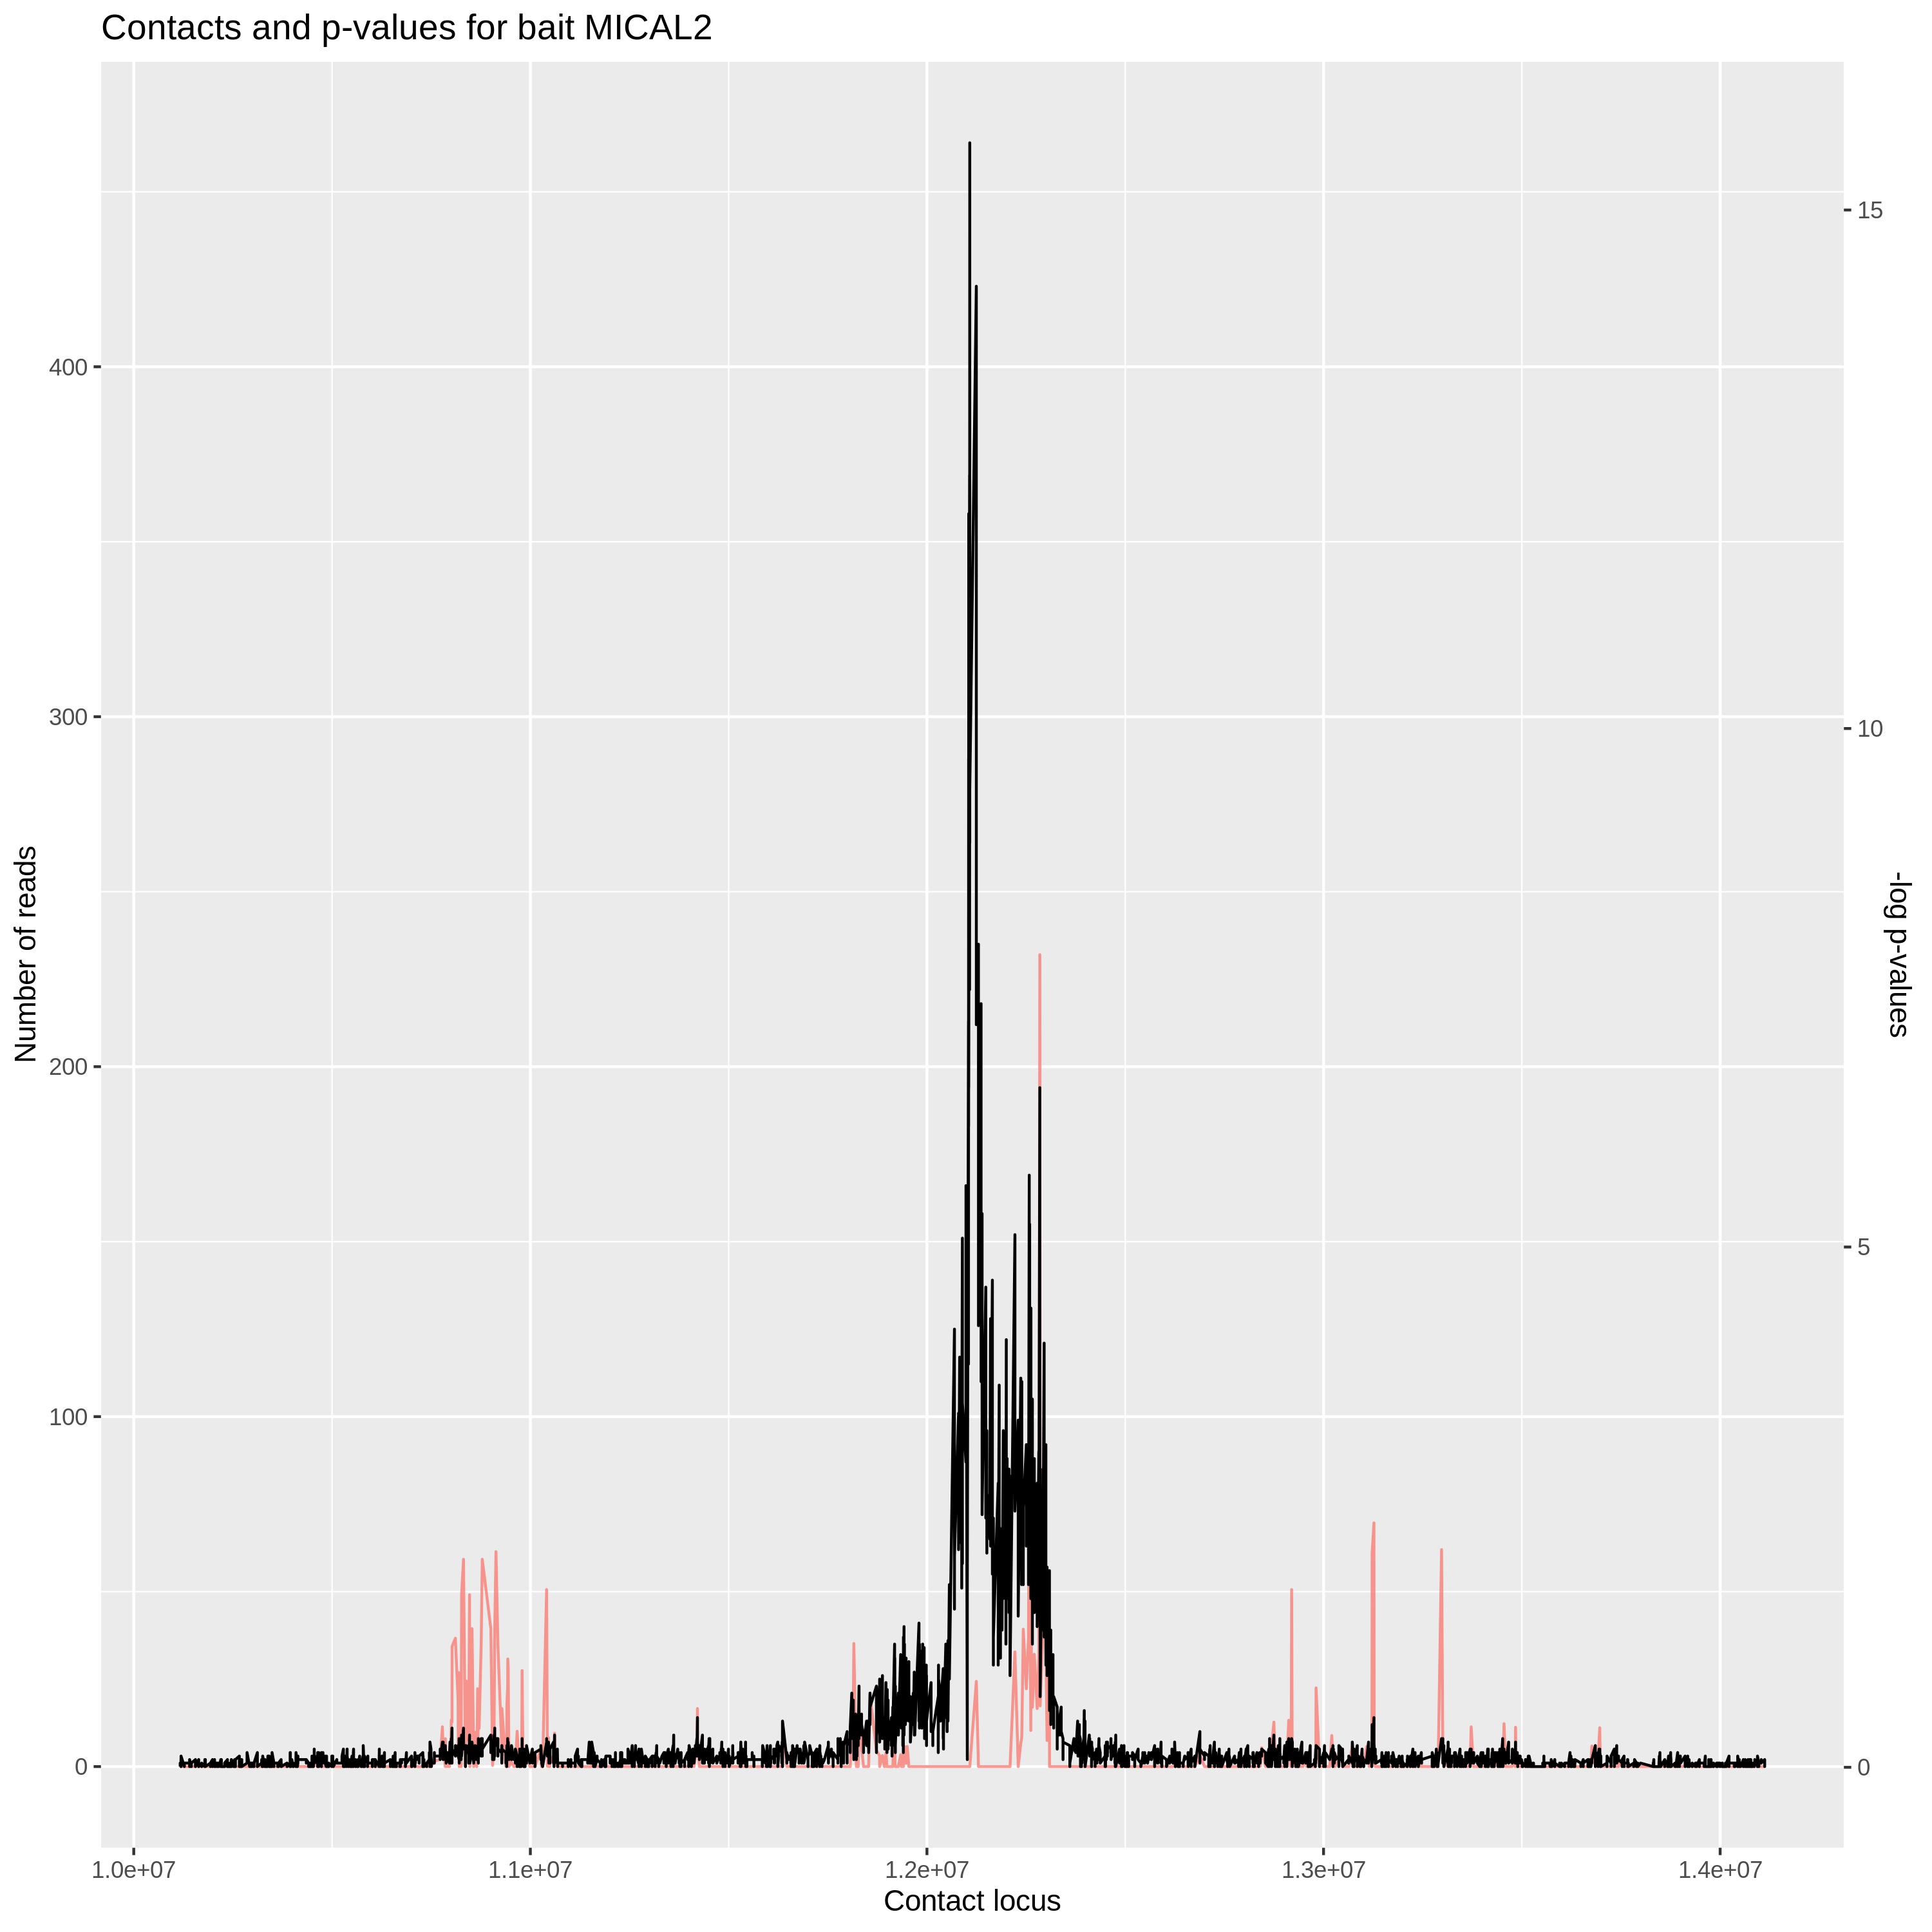 Contacts and p-values for bait MICAL2
400
300
200
100
0
Number of reads
15
10
5
0
-log p-values
1.0e+07
1.1e+07
1.2e+07
1.3e+07
1.4e+07
Contact locus